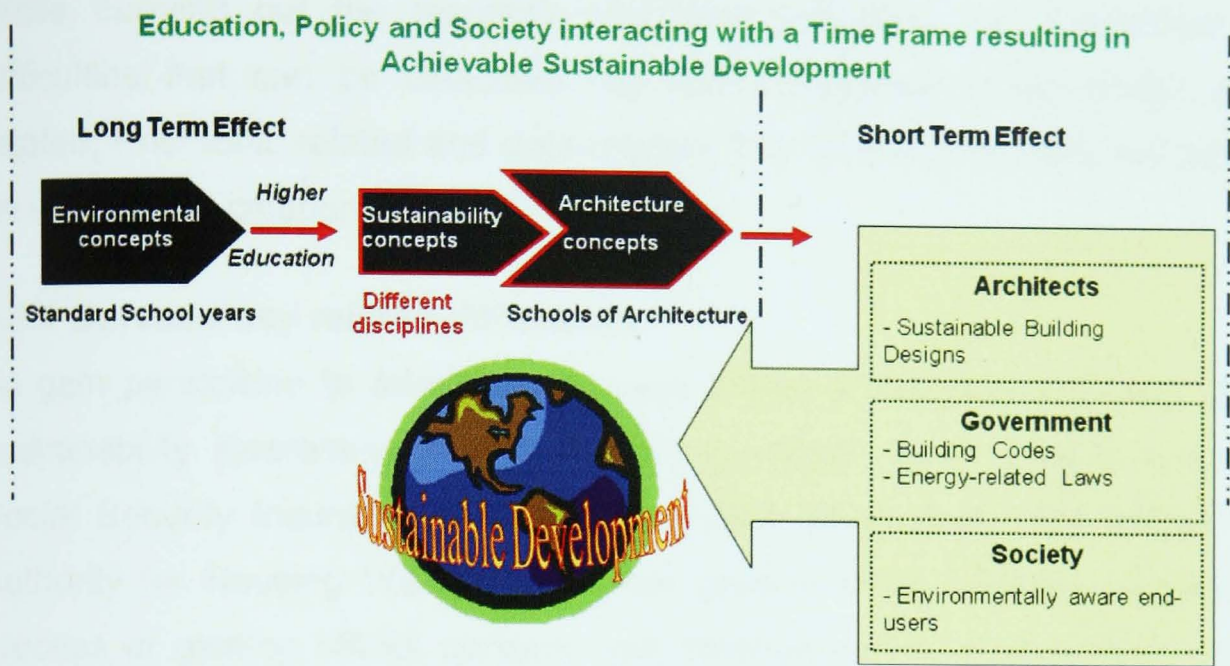 Education, Policy and Society interacting with a Time Frame resulting in
Achievable Sustainable Development
Long Term Effect
Short Term Effect
Environmental
concepts
Higher
Education
Sustainability
concepts
Architecture
concepts
Standard School years
Different
disciplines
Schools of Architecture
Architects
- Sustainable Building
Designs
Government
- Building Codes
- Energy-related Laws
Society
- Environmentally aware end-
users
Sustainable Development